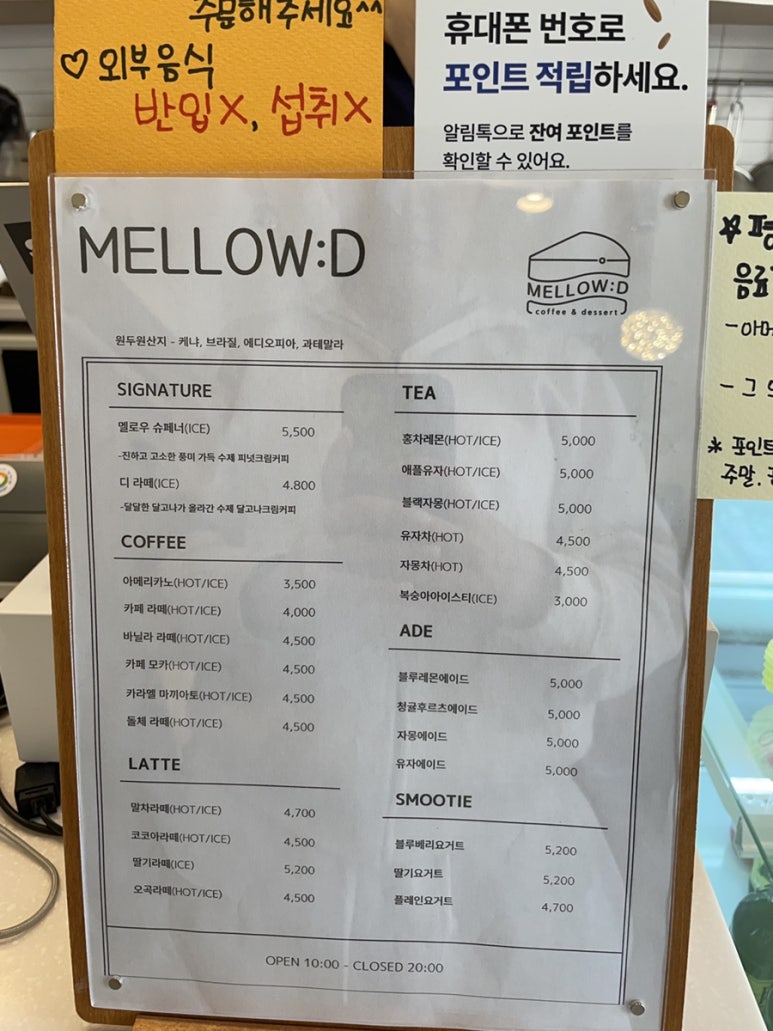 주문해주세요^^
♡ 외부음식
반입X, 섭취X
휴대폰 번호로
포인트 적립하세요.
알림톡으로 잔여 포인트를
확인할 수 있어요.
MELLOW:D
MELLOW:D
coffee & dessert
원두원산지 - 케냐, 브라질, 에디오피아, 과테말라
SIGNATURE
멜로우 슈페너(ICE) 5,500
-진하고 고소한 풍미 가득 수제 피넛크림커피
디 라떼(ICE) 4.800
-달달한 달고나가 올라간 수제 달고나크림커피
COFFEE
아메리카노(HOT/ICE) 3,500
카페 라떼(HOT/ICE) 4,000
바닐라 라떼(HOT/ICE) 4,500
카페 모카(HOT/ICE) 4,500
카라멜 마끼아토(HOT/ICE) 4,500
돌체 라떼(HOT/ICE) 4,500
LATTE
말차라떼(HOT/ICE) 4,700
코코아라떼(HOT/ICE) 4,500
딸기라떼(ICE) 5,200
오곡라떼(HOT/ICE) 4,500
TEA
홍차레몬(HOT/ICE) 5,000
애플유자(HOT/ICE) 5,000
블랙자몽(HOT/ICE) 5,000
유자차(HOT) 4,500
자몽차(HOT) 4,500
복숭아아이스티(ICE) 3,000
ADE
블루레몬에이드 5,000
청귤후르츠에이드 5,000
자몽에이드 5,000
유자에이드 5,000
SMOOTIE
블루베리요거트 5,200
딸기요거트 5,200
플레인요거트 4,700
OPEN 10:00 - CLOSED 20:00
음료
- 그
* 포인트
주말.